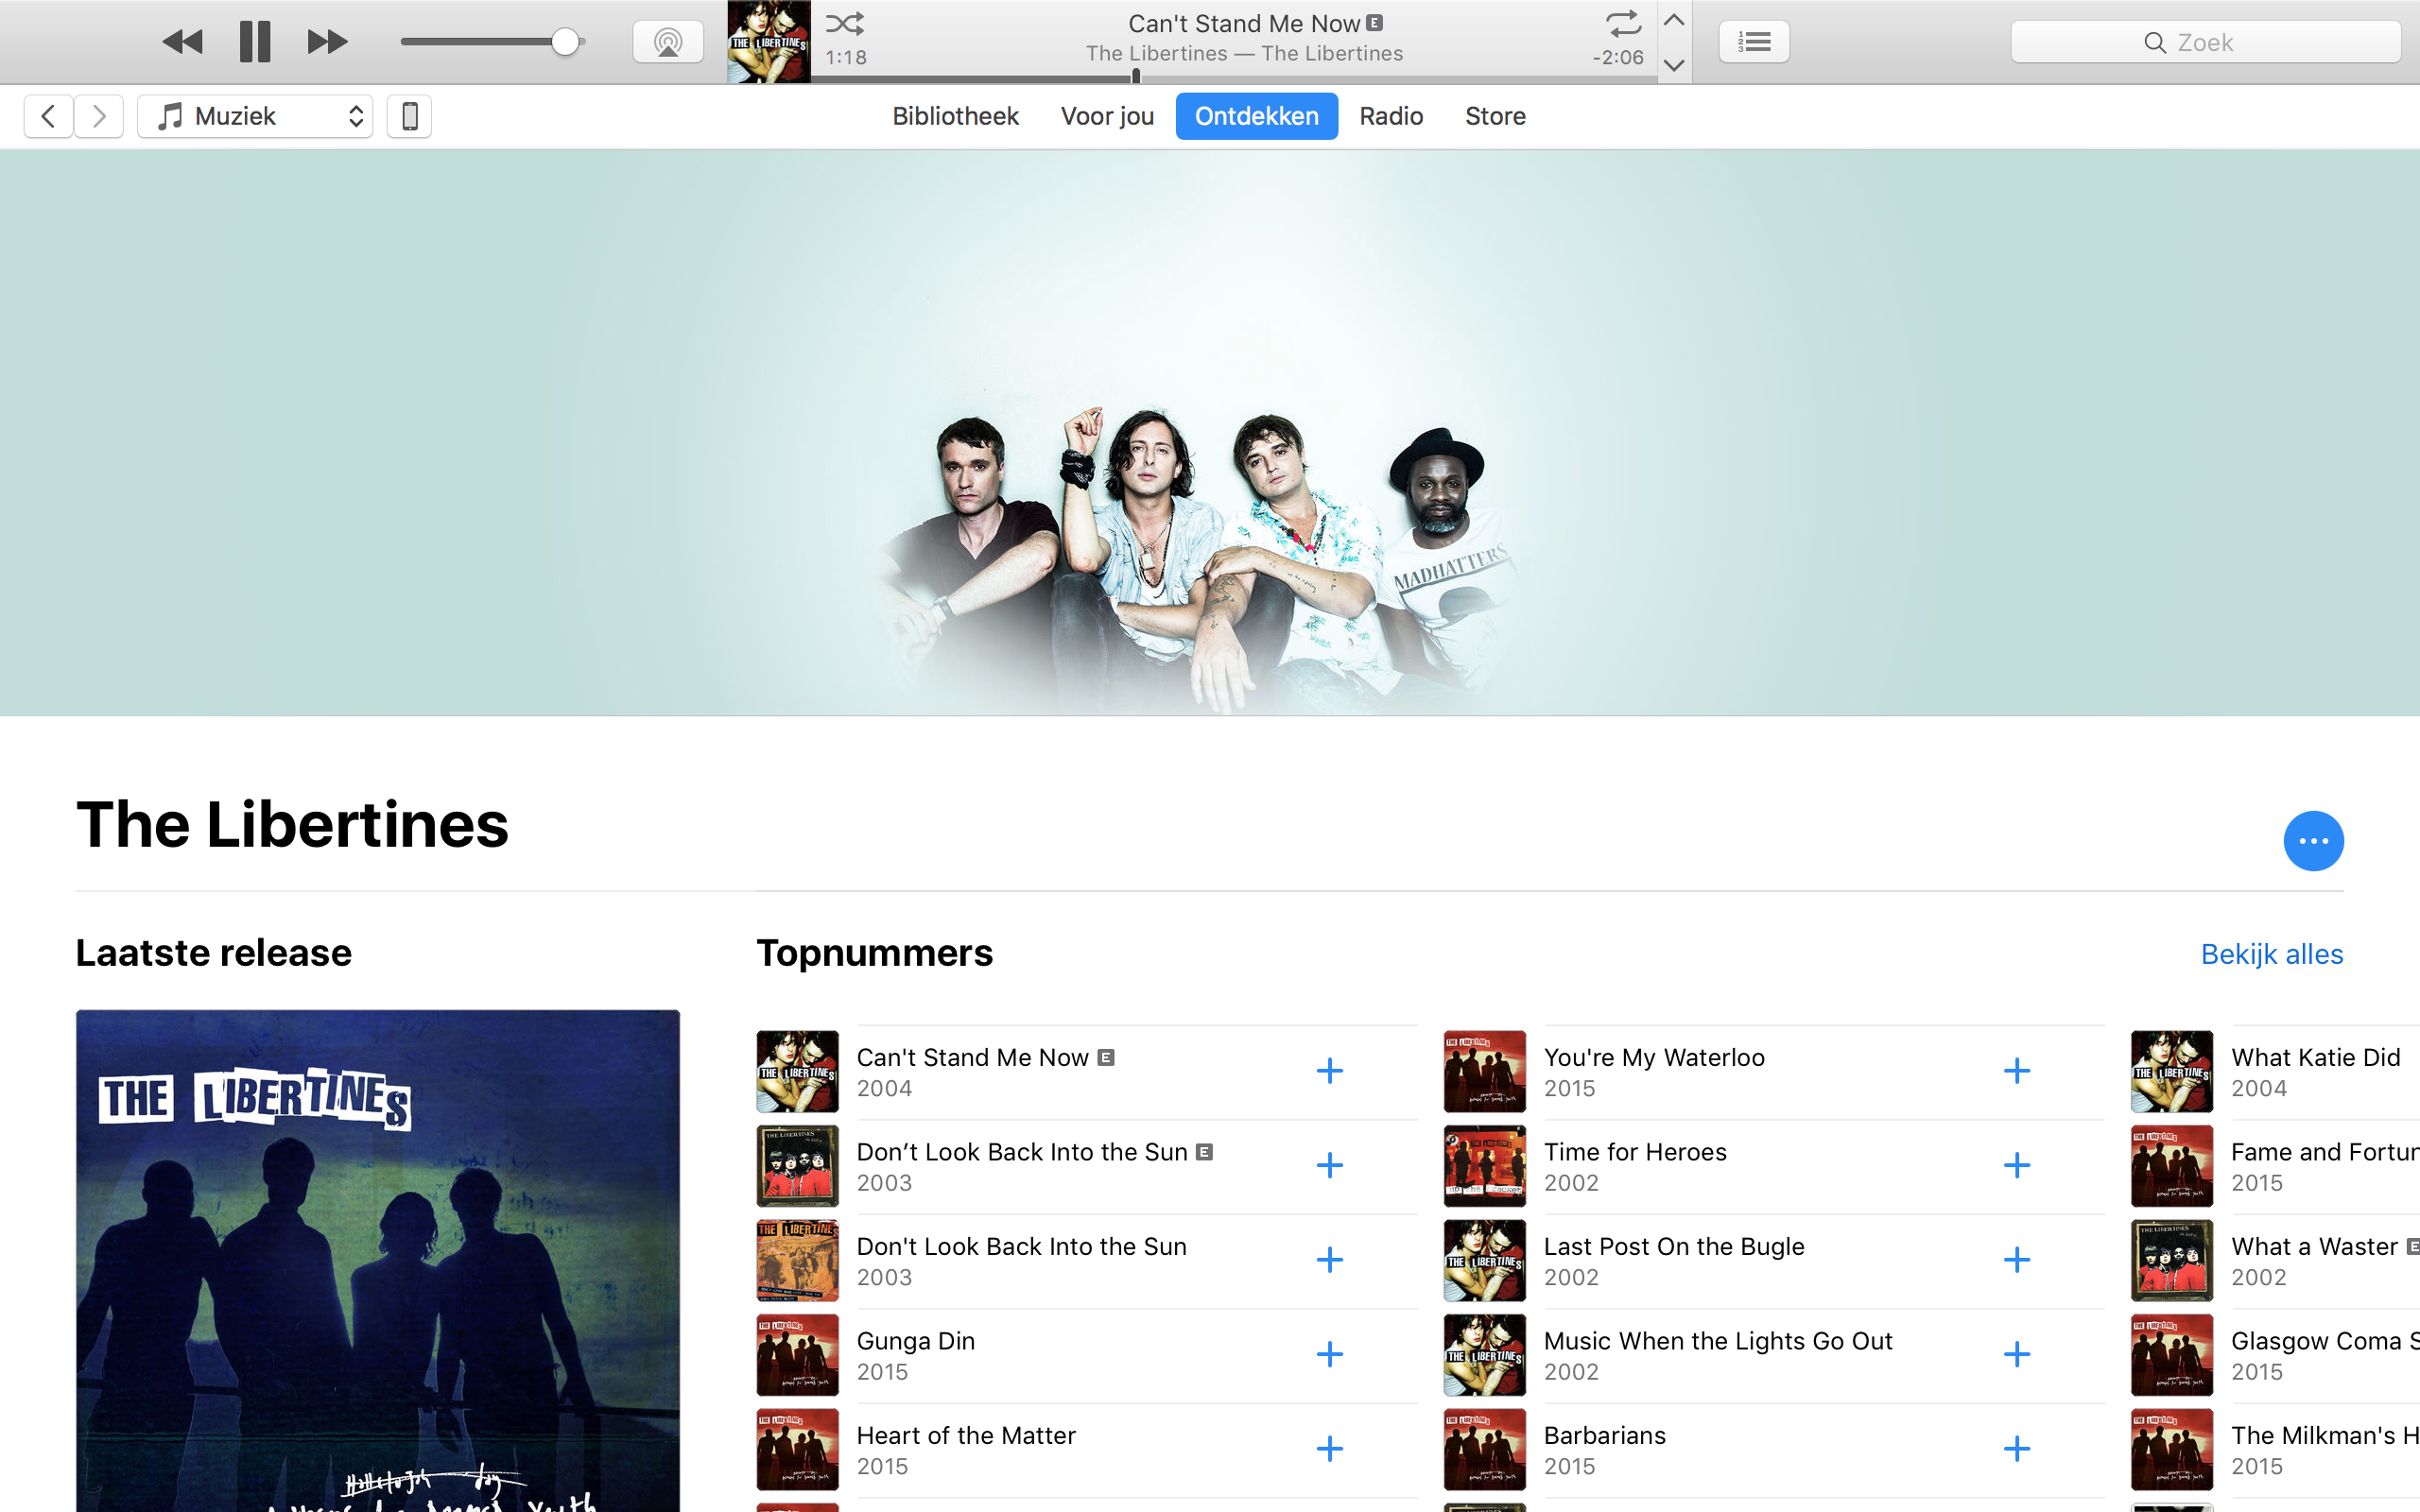 Can't Stand Me Now E
The Libertines — The Libertines
1:18
-2:06
Zoek
Muziek
Bibliotheek
Voor jou
Ontdekken
Radio
Store
MADHATTERS
The Libertines
Laatste release
Topnummers
Bekijk alles
THE LIBERTINES
Can't Stand Me Now E
2004
Don’t Look Back Into the Sun E
2003
Don't Look Back Into the Sun
2003
Gunga Din
2015
Heart of the Matter
2015
You're My Waterloo
2015
Time for Heroes
2002
Last Post On the Bugle
2002
Music When the Lights Go Out
2002
Barbarians
2015
What Katie Did
2004
Fame and Fortun
2015
What a Waster E
2002
Glasgow Coma S
2015
The Milkman's H
2015